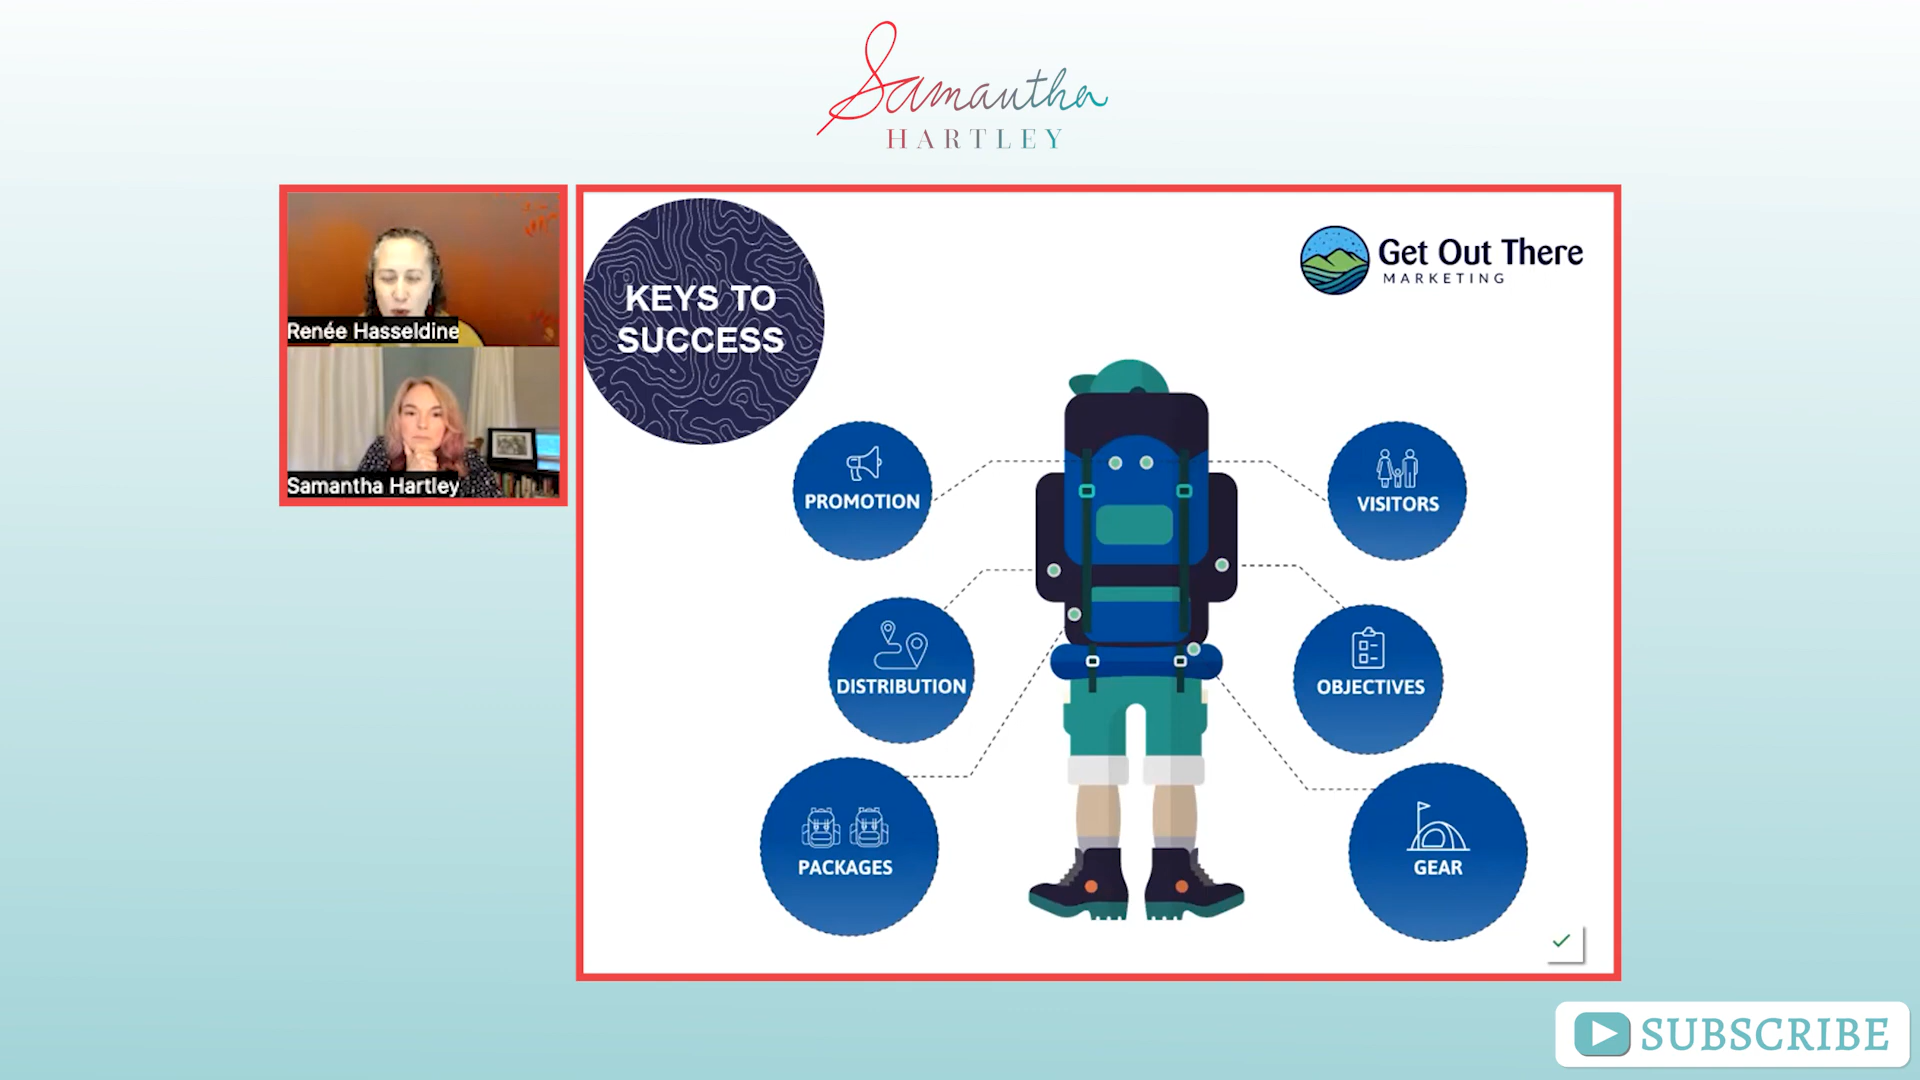 Samantha
HARTLEY
Renée Hasseldine
Samantha Hartley
KEYS TO
SUCCESS
Get Out There
MARKETING
PROMOTION
VISITORS
DISTRIBUTION
OBJECTIVES
PACKAGES
GEAR
SUBSCRIBE